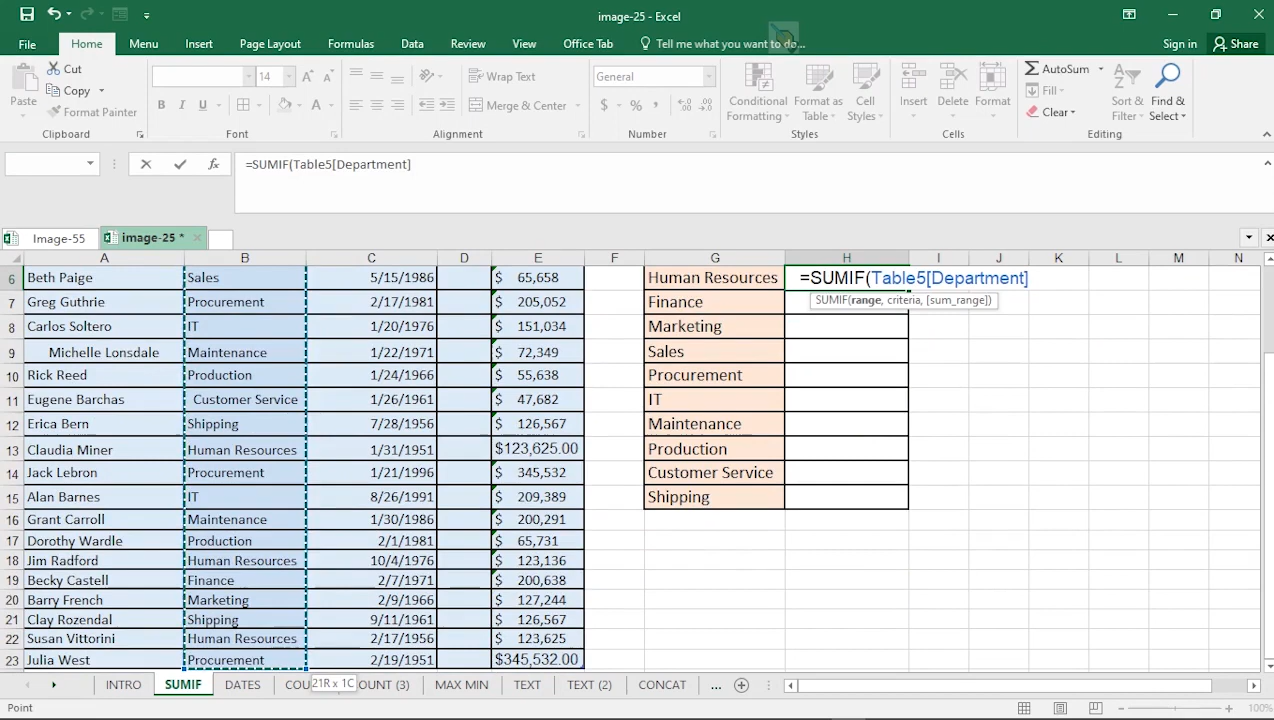 image-25 - Excel
File Home Menu Insert Page Layout Formulas Data Review View Office Tab Tell me what you want to do... Sign in Share
Paste Cut Copy Format Painter
Clipboard
14
B I U A
Font
Wrap Text
Merge & Center
Alignment
General
$ %
Number
Conditional Formatting Format as Table Cell Styles
Styles
Insert Delete Format
Cells
AutoSum
Fill
Clear
Sort & Filter Find & Select
Editing
fx =SUMIF(Table5[Department]
Image-55 image-25 *
A B C D E F G H I J K L M N
6 Beth Paige Sales 5/15/1986 $ 65,658 Human Resources =SUMIF(Table5[Department]
7 Greg Guthrie Procurement 2/17/1981 $ 205,052 Finance SUMIF(range, criteria, [sum_range])
8 Carlos Soltero IT 1/20/1976 $ 151,034 Marketing
9 Michelle Lonsdale Maintenance 1/22/1971 $ 72,349 Sales
10 Rick Reed Production 1/24/1966 $ 55,638 Procurement
11 Eugene Barchas Customer Service 1/26/1961 $ 47,682 IT
12 Erica Bern Shipping 7/28/1956 $ 126,567 Maintenance
13 Claudia Miner Human Resources 1/31/1951 $123,625.00 Production
14 Jack Lebron Procurement 1/21/1996 $ 345,532 Customer Service
15 Alan Barnes IT 8/26/1991 $ 209,389 Shipping
16 Grant Carroll Maintenance 1/30/1986 $ 200,291
17 Dorothy Wardle Production 2/1/1981 $ 65,731
18 Jim Radford Human Resources 10/4/1976 $ 123,136
19 Becky Castell Finance 2/7/1971 $ 200,638
20 Barry French Marketing 2/9/1966 $ 127,244
21 Clay Rozendal Shipping 9/11/1961 $ 126,567
22 Susan Vittorini Human Resources 2/17/1956 $ 123,625
23 Julia West Procurement 2/19/1951 $345,532.00
INTRO SUMIF DATES COU 21R x 1C OUNT (3) MAX MIN TEXT TEXT (2) CONCAT ...
Point 100%